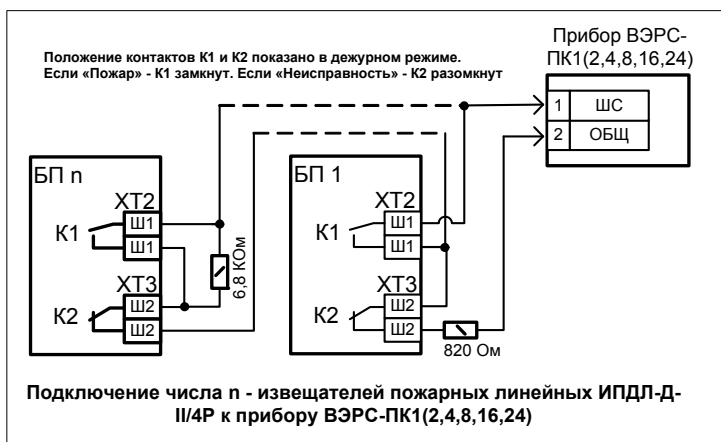 Положение контактов К1 и К2 показано в дежурном режиме.
Если «Пожар» - К1 замкнут. Если «Неисправность» - К2 разомкнут
Прибор ВЭРС-
ПК1(2,4,8,16,24)
1 ШС
2 ОБЩ
БП n
ХТ2
К1
Ш1
Ш1
ХТ3
К2
Ш2
Ш2
6,8 КОм
БП 1
ХТ2
К1
Ш1
Ш1
ХТ3
К2
Ш2
Ш2
820 Ом
Подключение числа n - извещателей пожарных линейных ИПДЛ-Д-
II/4Р к прибору ВЭРС-ПК1(2,4,8,16,24)